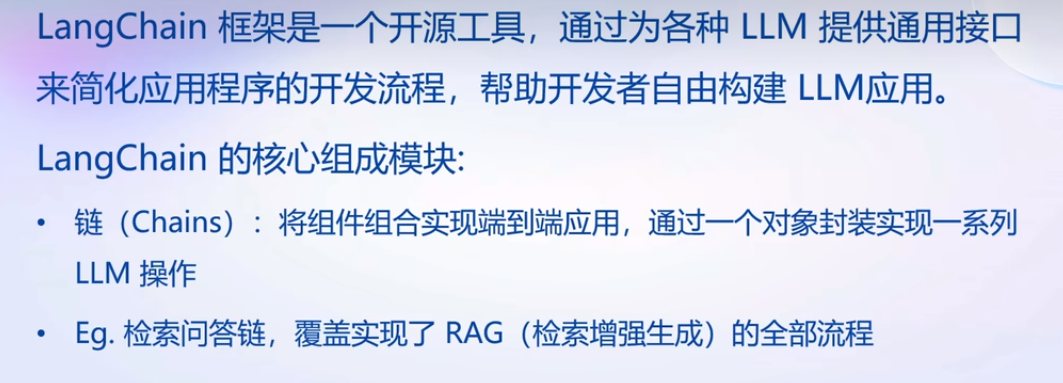 LangChain 框架是一个开源工具，通过为各种 LLM 提供通用接口
来简化应用程序的开发流程，帮助开发者自由构建 LLM应用。
LangChain 的核心组成模块:
• 链（Chains）：将组件组合实现端到端应用，通过一个对象封装实现一系列
LLM 操作
• Eg. 检索问答链，覆盖实现了 RAG（检索增强生成）的全部流程